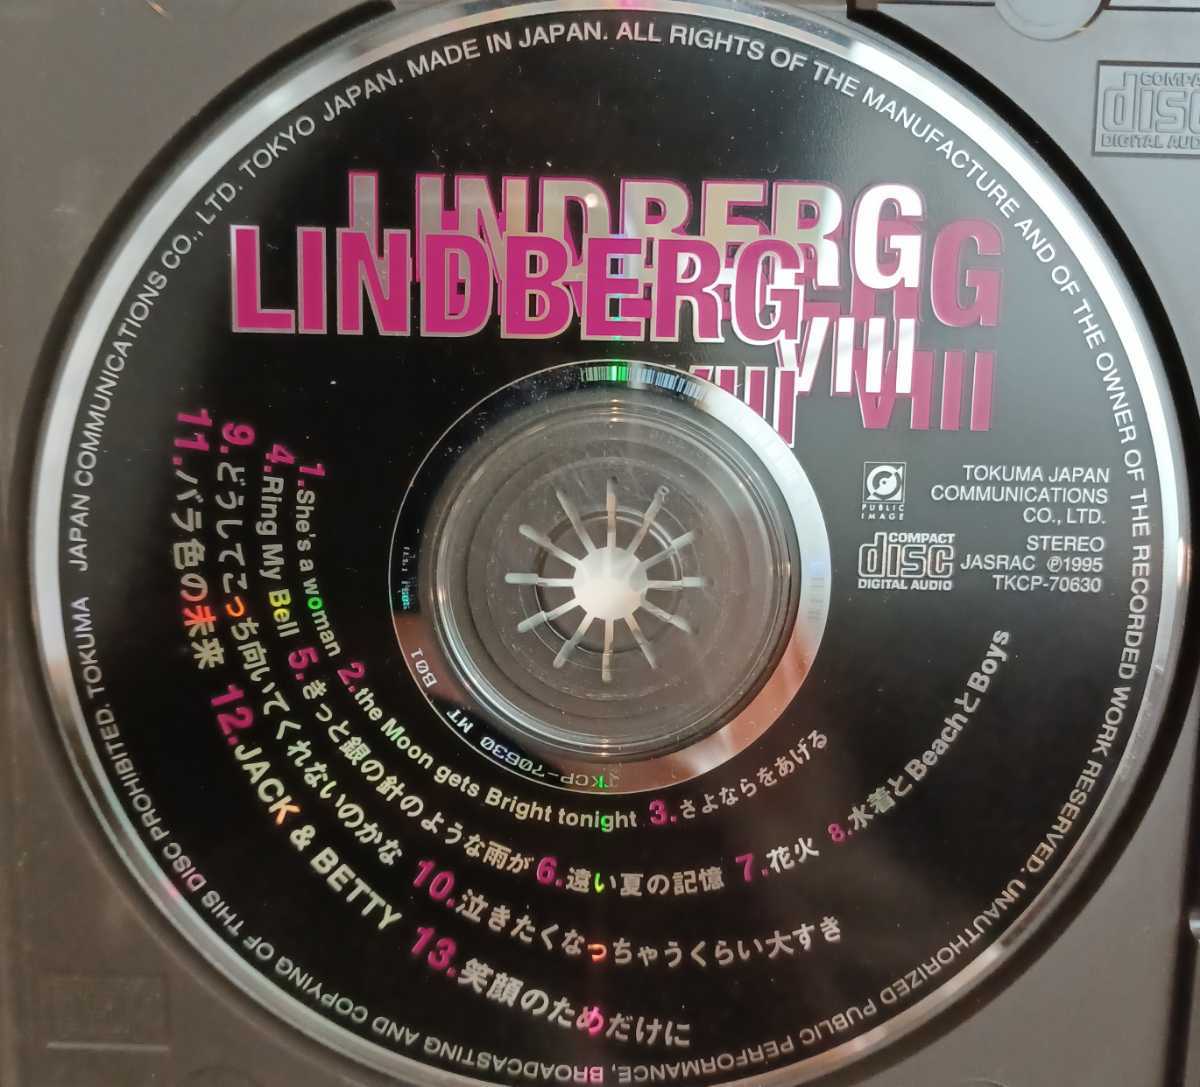 LINDBERG
LINDBERG
VIII
VIII
VIII
PUBLIC
IMAGE
TOKUMA JAPAN
COMMUNICATIONS
CO., LTD.
COMPACT
disc
DIGITAL AUDIO
STEREO
JASRAC ℗1995
TKCP-70630
1.She's a woman 2.the Moon gets Bright tonight 3.さよならをあげる
4.Ring My Bell 5.きっと銀の針のような雨が 6.遠い夏の記憶 7.花火 8.水着とBeachとBoys
9.どうしてこっち向いてくれないのかな 10.泣きたくなっちゃうくらい大すき
11.バラ色の未来 12.JACK & BETTY 13.笑顔のためだけに
TKCP-70630 MT B01
TOKUMA JAPAN COMMUNICATIONS CO., LTD. TOKYO JAPAN. MADE IN JAPAN. ALL RIGHTS OF THE MANUFACTURE AND OF THE OWNER OF THE RECORDED WORK RESERVED. UNAUTHORIZED PUBLIC PERFORMANCE, BROADCASTING AND COPYING OF THIS DISC PROHIBITED.
disc
DIGITAL